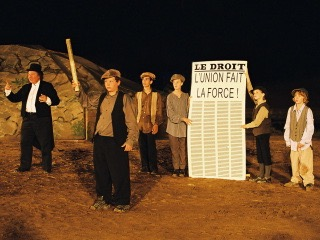 LE DROIT
L'UNION FAIT
LA FORCE !